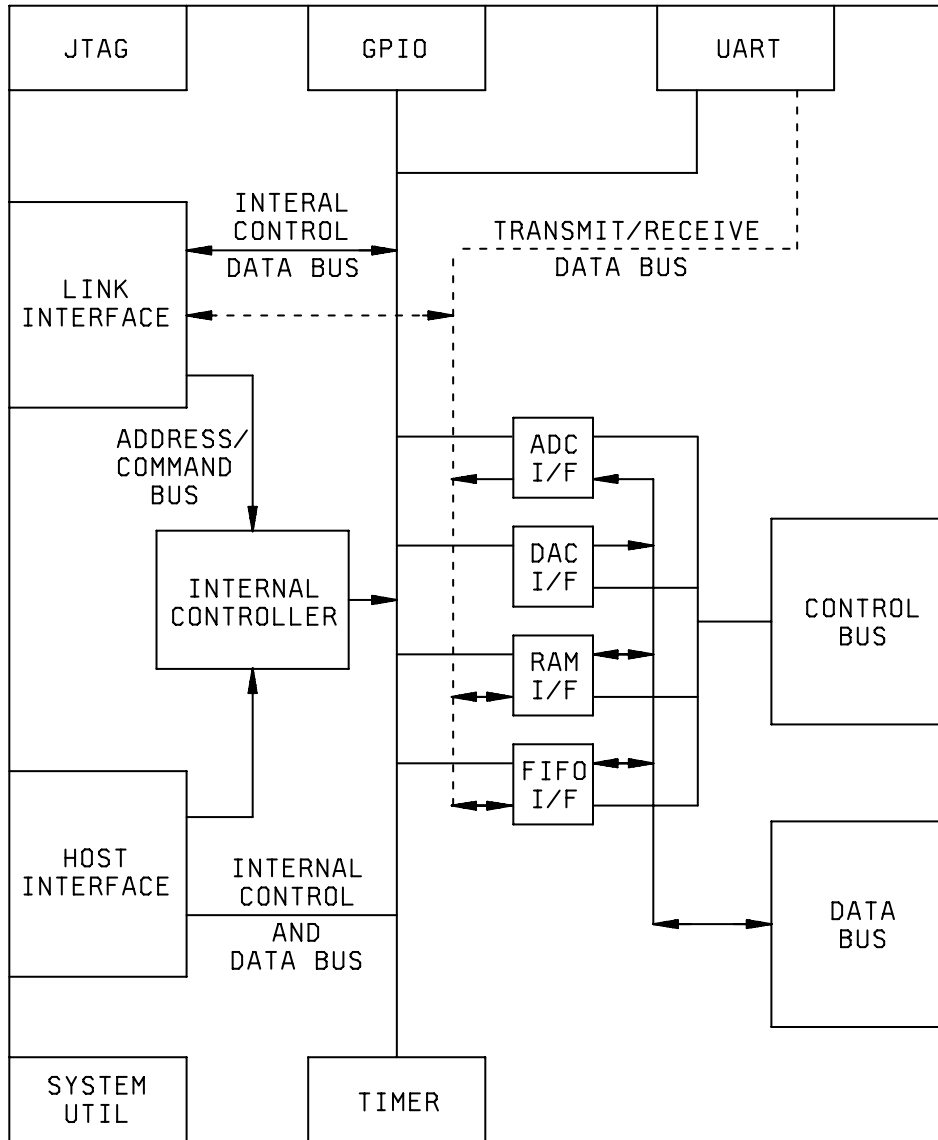 JTAG
GPIO
UART
INTERAL
CONTROL
DATA BUS
TRANSMIT/RECEIVE
DATA BUS
LINK
INTERFACE
ADDRESS/
COMMAND
BUS
ADC
I/F
DAC
I/F
INTERNAL
CONTROLLER
CONTROL
BUS
RAM
I/F
FIFO
I/F
HOST
INTERFACE
INTERNAL
CONTROL
AND
DATA BUS
DATA
BUS
SYSTEM
UTIL
TIMER